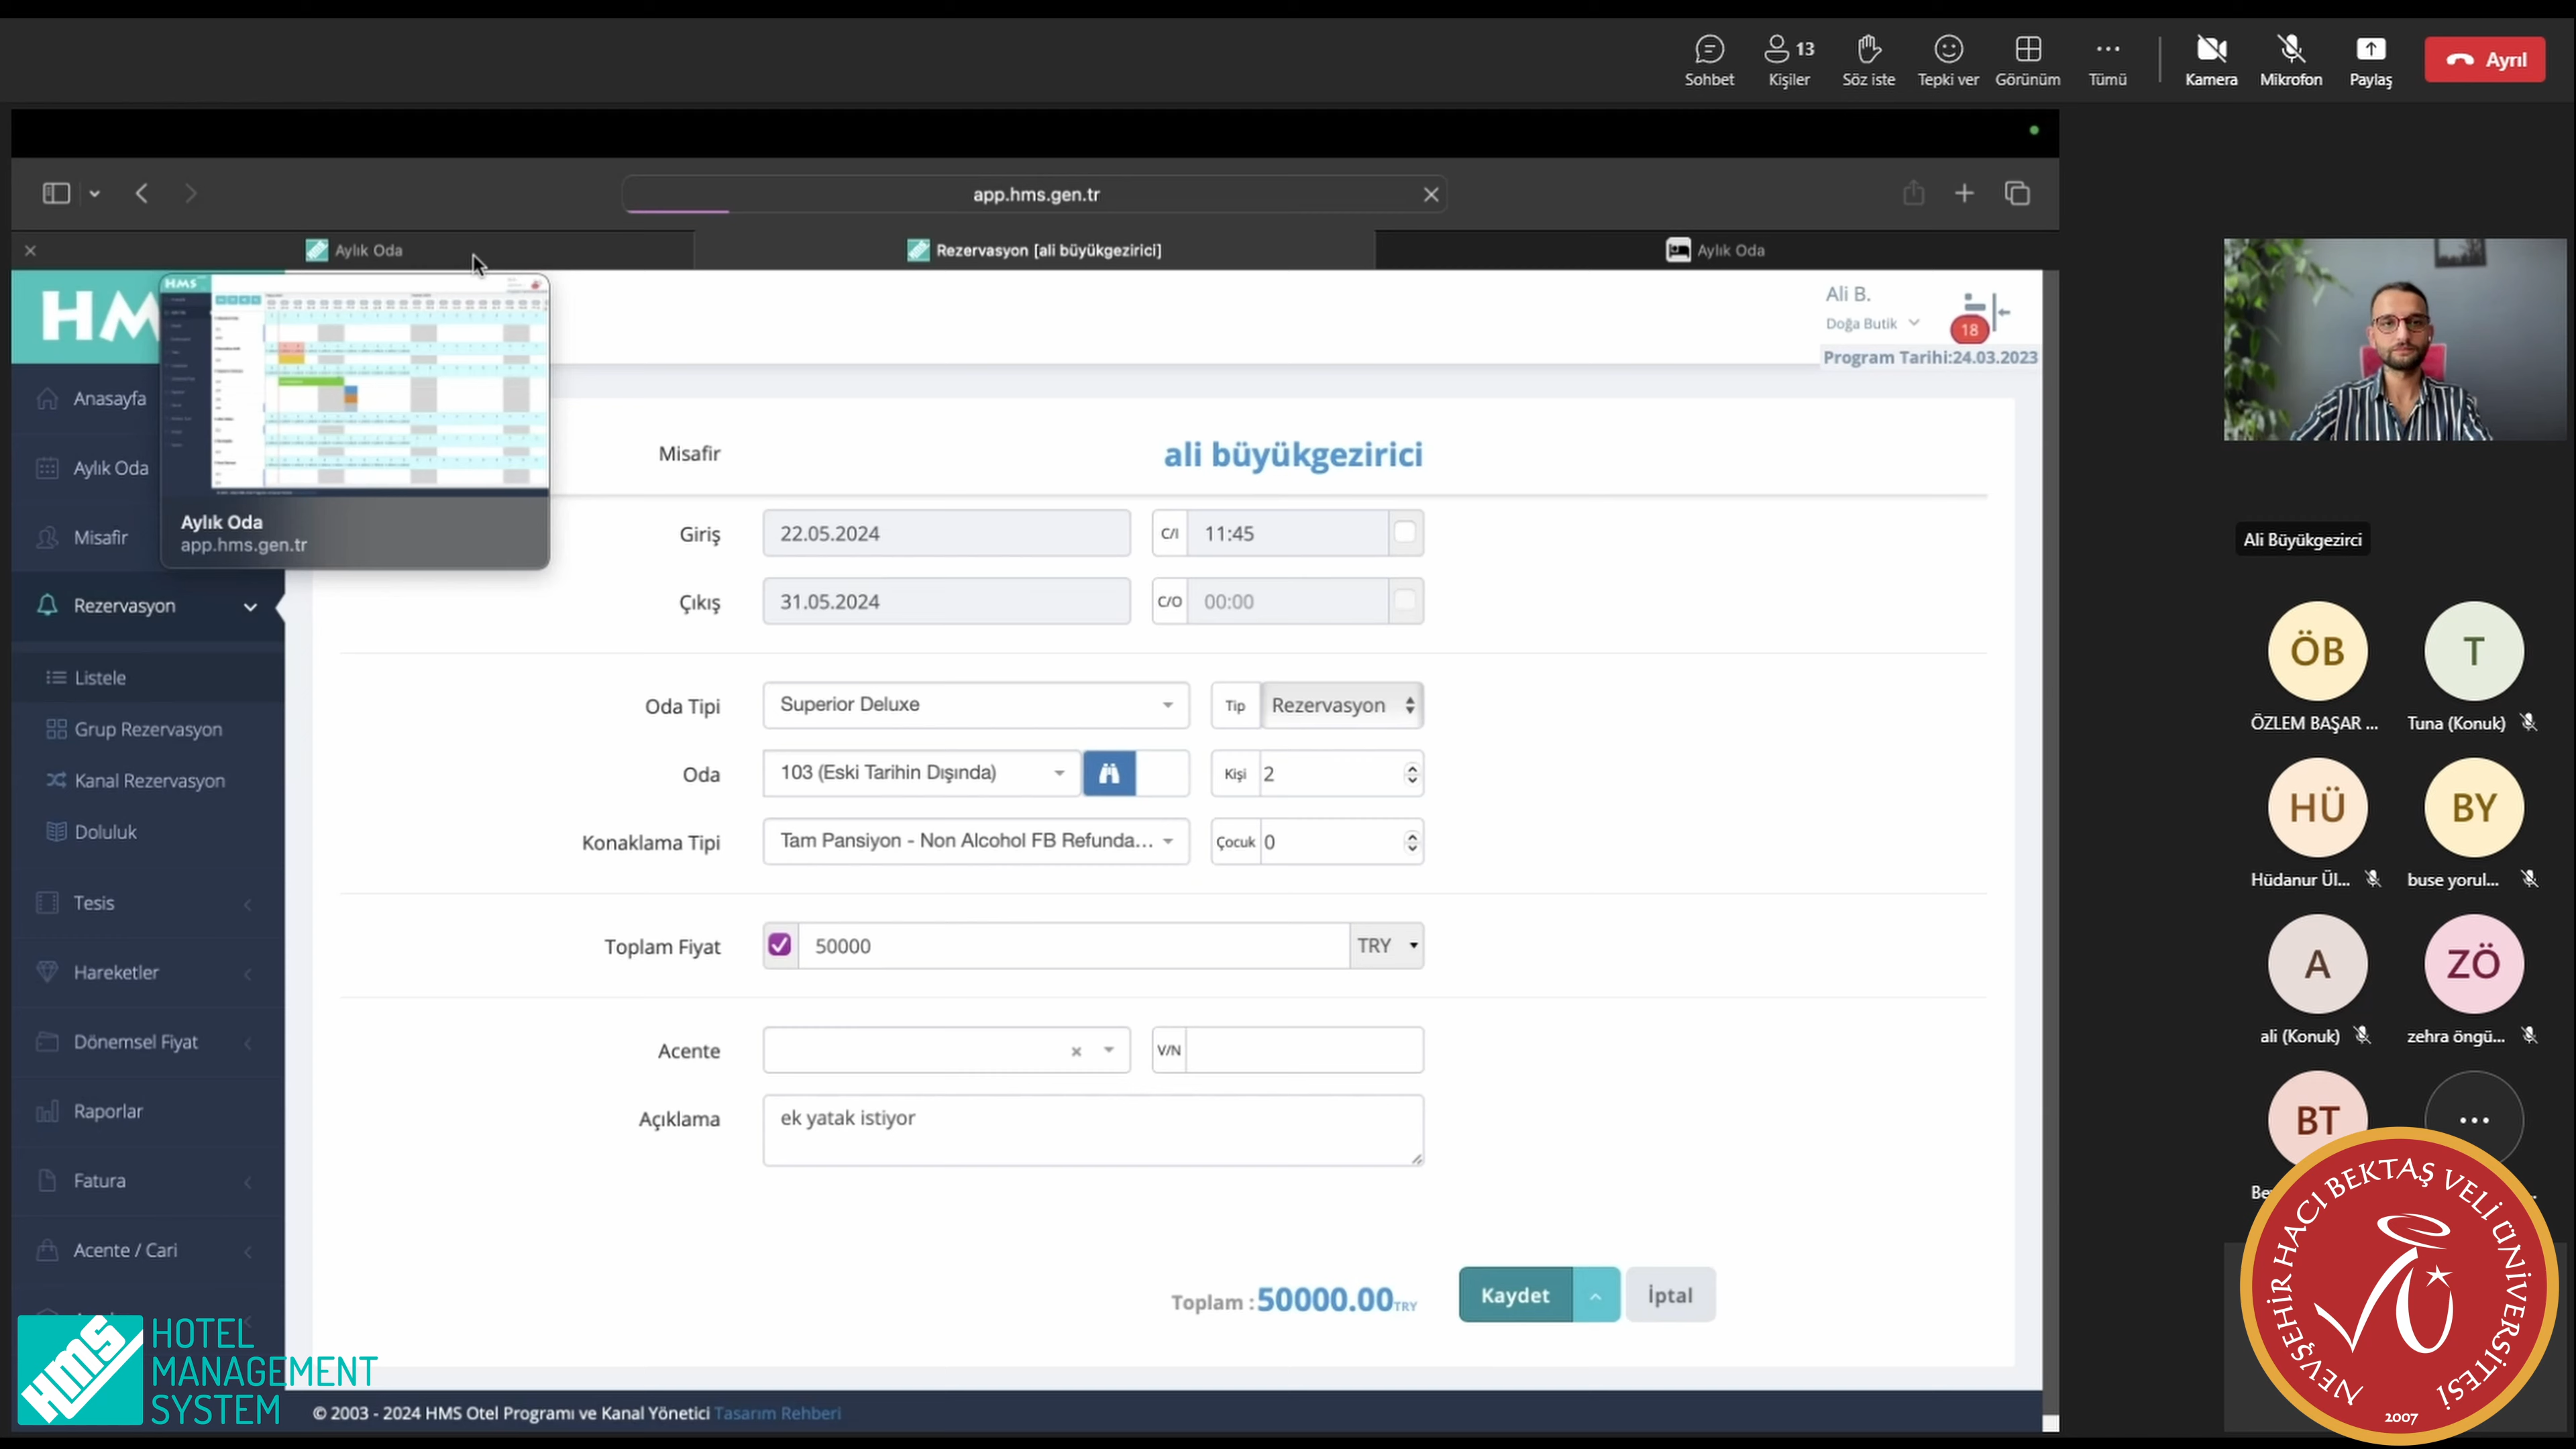 Sohbet
Kişiler 13
Söz iste
Tepki ver
Görünüm
Tümü
Kamera
Mikrofon
Paylaş
Ayrıl
app.hms.gen.tr
Aylık Oda
Rezervasyon [ali büyükgezirici]
Aylık Oda
HMS
Aylık Oda
app.hms.gen.tr
Ali B.
Doğa Butik
18
Program Tarihi:24.03.2023
Anasayfa
Aylık Oda
Misafir
Rezervasyon
Listele
Grup Rezervasyon
Kanal Rezervasyon
Doluluk
Tesis
Hareketler
Dönemsel Fiyat
Raporlar
Fatura
Acente / Cari
Misafir ali büyükgezirici
Giriş 22.05.2024 C/I 11:45
Çıkış 31.05.2024 C/O 00:00
Oda Tipi Superior Deluxe Tip Rezervasyon
Oda 103 (Eski Tarihin Dışında) Kişi 2
Konaklama Tipi Tam Pansiyon - Non Alcohol FB Refunda... Çocuk 0
Toplam Fiyat 50000 TRY
Acente V/N
Açıklama ek yatak istiyor
Toplam : 50000.00 TRY Kaydet İptal
© 2003 - 2024 HMS Otel Programı ve Kanal Yönetici Tasarım Rehberi
HMS
HOTEL
MANAGEMENT
SYSTEM
Ali Büyükgezirci
ÖB
ÖZLEM BAŞAR ...
T
Tuna (Konuk)
HÜ
Hüdanur Ül...
BY
buse yorul...
A
ali (Konuk)
ZÖ
zehra öngü...
BT
...
NEVŞEHİR HACI BEKTAŞ VELİ ÜNİVERSİTESİ
2007